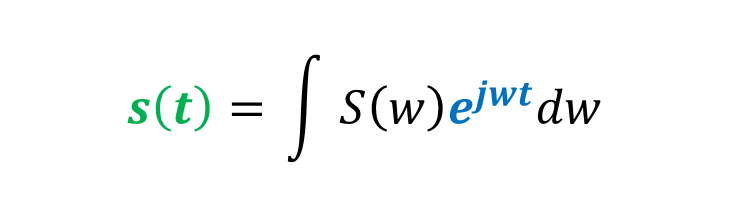 s(t) = ∫ S(w)e^{jwt}dw